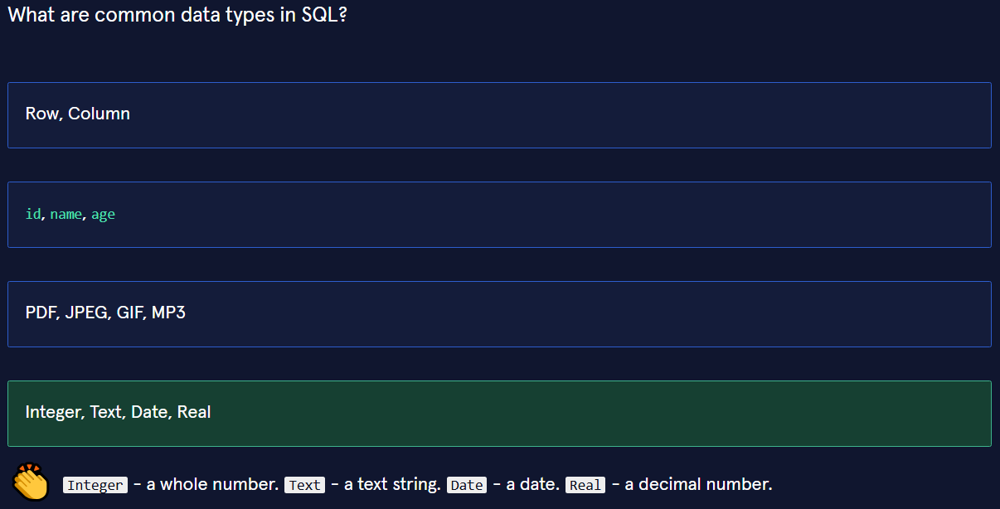 What are common data types in SQL?
Row, Column
id, name, age
PDF, JPEG, GIF, MP3
Integer, Text, Date, Real
Integer - a whole number. Text - a text string. Date - a date. Real - a decimal number.